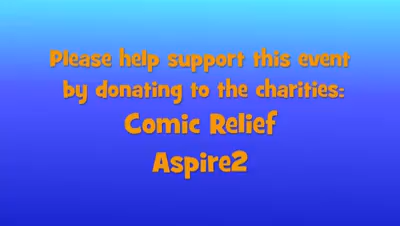 Please help support this event
by donating to the charities:
Comic Relief
Aspire2